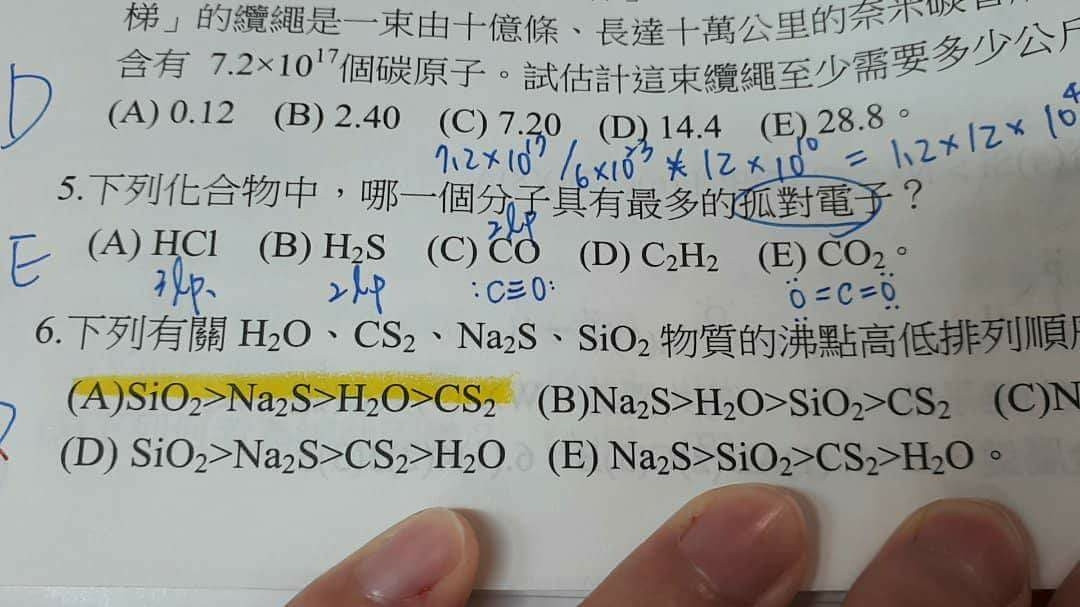 梯」的纜繩是一束由十億條、長達十萬公里的奈米碳管
含有 7.2×10¹⁷個碳原子。試估計這束纜繩至少需要多少公斤
D
(A) 0.12 (B) 2.40 (C) 7.20 (D) 14.4 (E) 28.8。
7.2×10¹⁷/6×10²³ * 12×10¹⁰ = 1.2×12×10⁴
5.下列化合物中,哪一個分子具有最多的孤對電子?
2lp
E
(A) HCl (B) H₂S (C) CO (D) C₂H₂ (E) CO₂。
3lp. 2lp :C≡O: Ö=C=Ö
6.下列有關 H₂O、CS₂、Na₂S、SiO₂ 物質的沸點高低排列順
(A)SiO₂>Na₂S>H₂O>CS₂ (B)Na₂S>H₂O>SiO₂>CS₂ (C)N
(D) SiO₂>Na₂S>CS₂>H₂O (E) Na₂S>SiO₂>CS₂>H₂O。